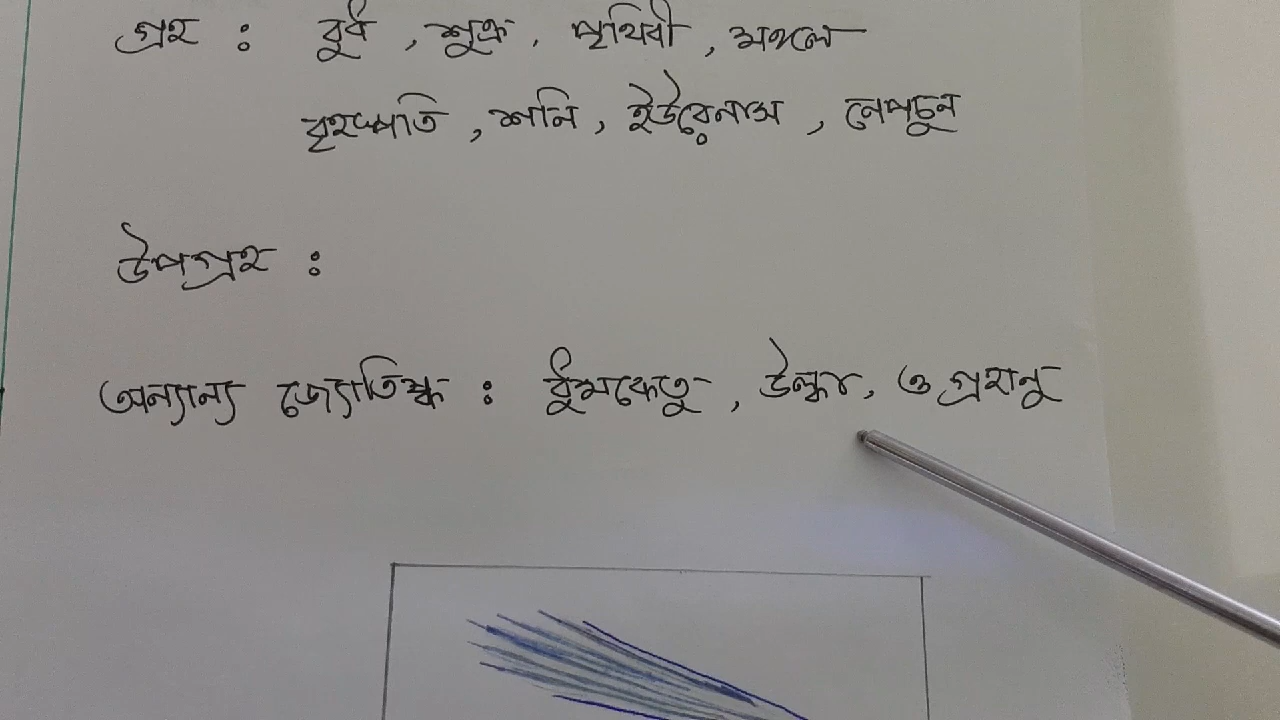 গ্রহ : বুধ , শুক্র , পৃথিবী , মঙ্গল
বৃহস্পতি , শনি , ইউরেনাস , নেপচুন
উপগ্রহ :
অন্যান্য জ্যোতিষ্ক : ধূমকেতু , উল্কা , ও গ্রহানু